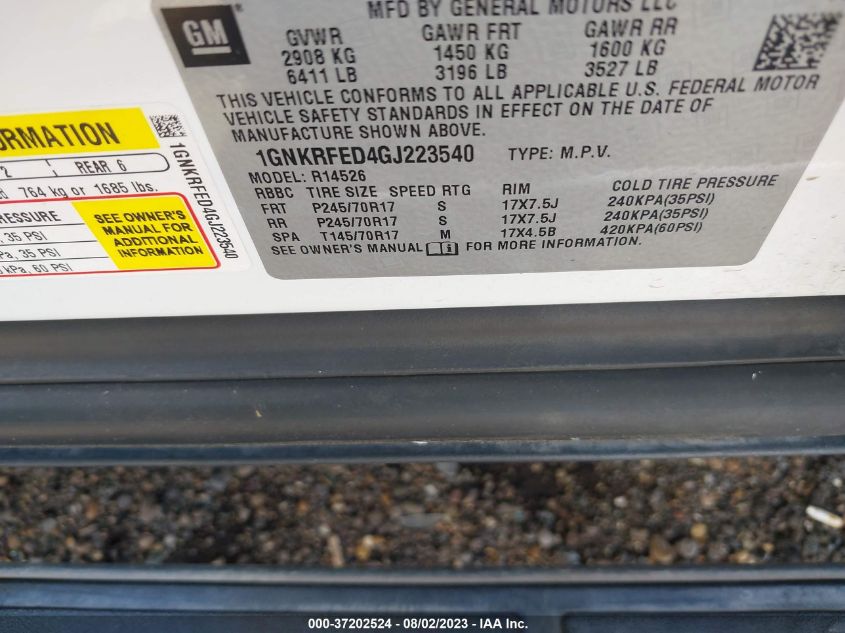 MFD BY GENERAL MOTORS LLC
GM
GVWR GAWR FRT GAWR RR
2908 KG 1450 KG 1600 KG
6411 LB 3196 LB 3527 LB
THIS VEHICLE CONFORMS TO ALL APPLICABLE U.S. FEDERAL MOTOR
VEHICLE SAFETY STANDARDS IN EFFECT ON THE DATE OF
MANUFACTURE SHOWN ABOVE.
1GNKRFED4GJ223540 TYPE: M.P.V.
MODEL: R14526
RBBC TIRE SIZE SPEED RTG RIM COLD TIRE PRESSURE
FRT P245/70R17 S 17X7.5J 240KPA(35PSI)
RR P245/70R17 S 17X7.5J 240KPA(35PSI)
SPA T145/70R17 M 17X4.5B 420KPA(60PSI)
SEE OWNER'S MANUAL FOR MORE INFORMATION.
ORMATION
2 REAR 6
764 kg or 1685 lbs.
PRESSURE
35 PSI
35 PSI
kPa, 60 PSI
SEE OWNER'S
MANUAL FOR
ADDITIONAL
INFORMATION
1GNKRFED4GJ223540
000-37202524 - 08/02/2023 - IAA Inc.